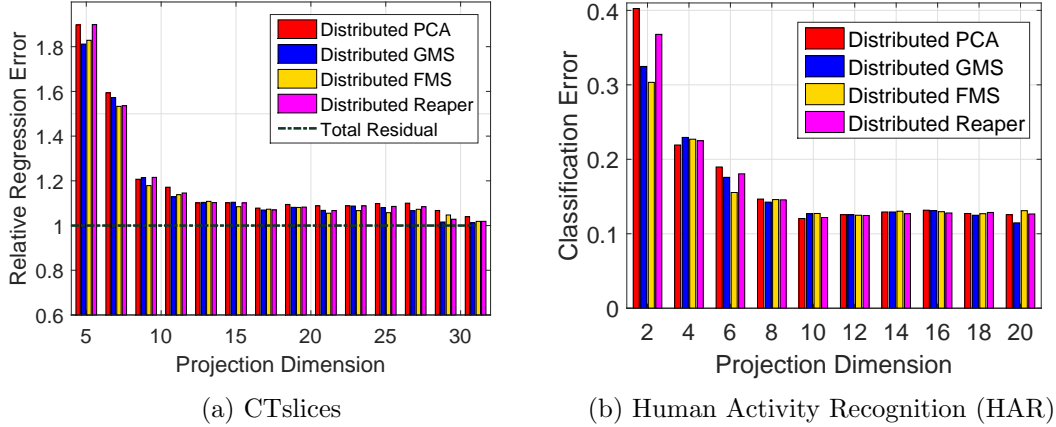 Relative Regression Error
1.8
1.6
1.4
1.2
1
0.8
0.6
Distributed PCA
Distributed GMS
Distributed FMS
Distributed Reaper
Total Residual
5 10 15 20 25 30
Projection Dimension
(a) CTslices
Classification Error
0.4
0.3
0.2
0.1
0
Distributed PCA
Distributed GMS
Distributed FMS
Distributed Reaper
2 4 6 8 10 12 14 16 18 20
Projection Dimension
(b) Human Activity Recognition (HAR)